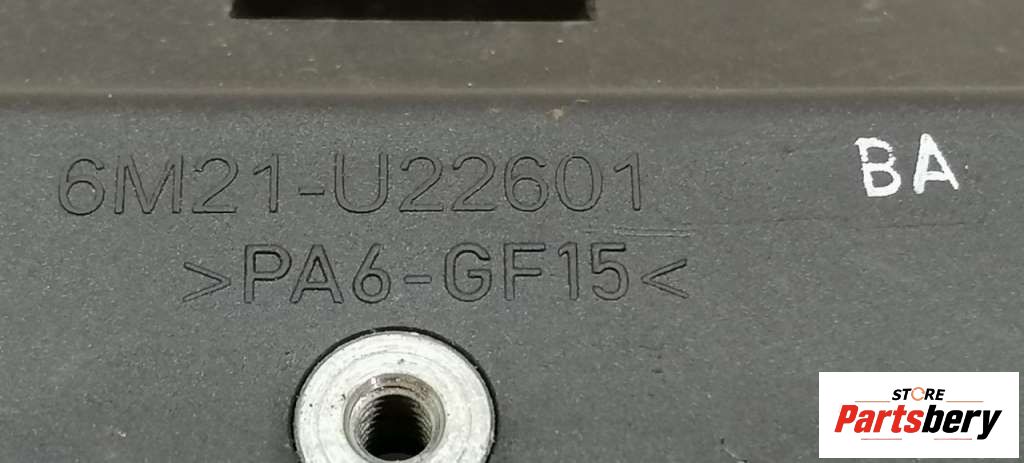 6M21-U22601
BA
>PA6-GF15<
STORE
Partsbery